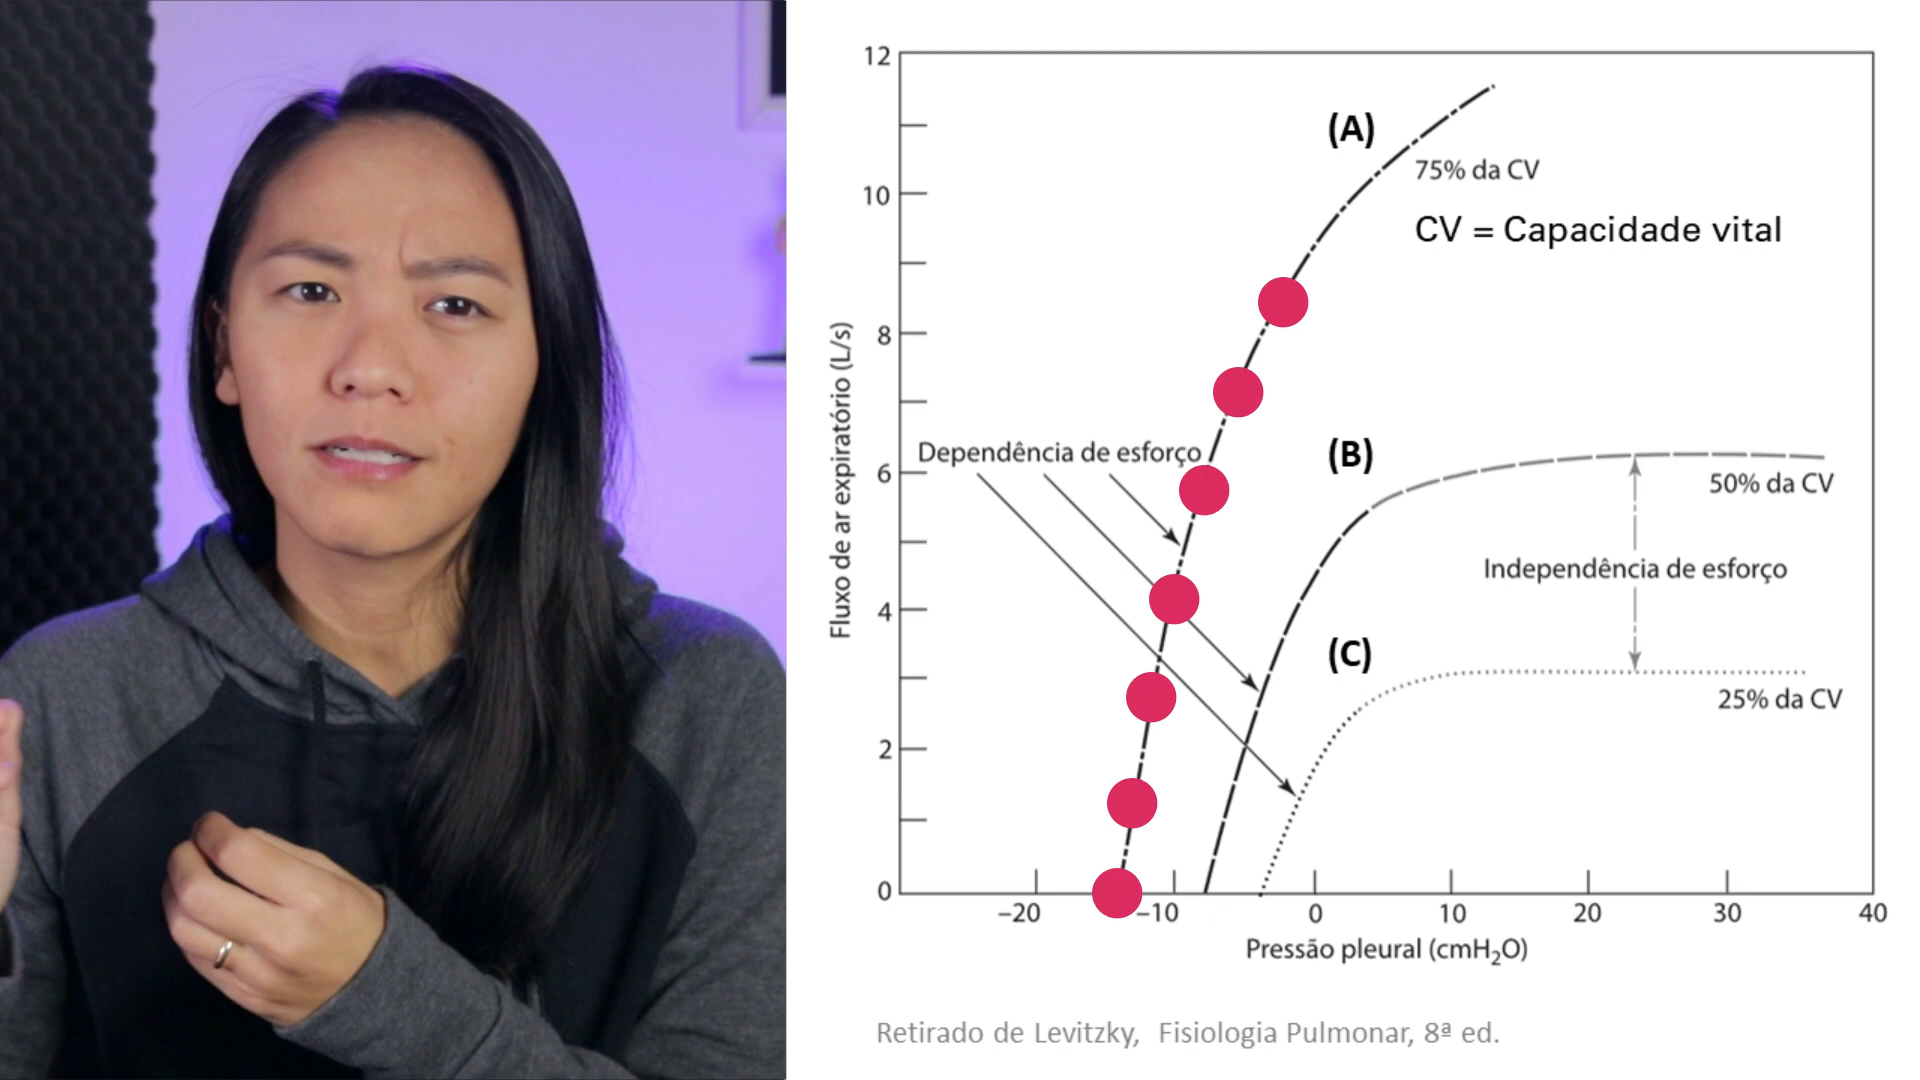 12
10
8
6
4
2
0
Fluxo de ar expiratório (L/s)
(A)
75% da CV
CV = Capacidade vital
Dependência de esforço
(B)
50% da CV
Independência de esforço
(C)
25% da CV
–20 –10 0 10 20 30 40
Pressão pleural (cmH₂O)
Retirado de Levitzky, Fisiologia Pulmonar, 8ª ed.